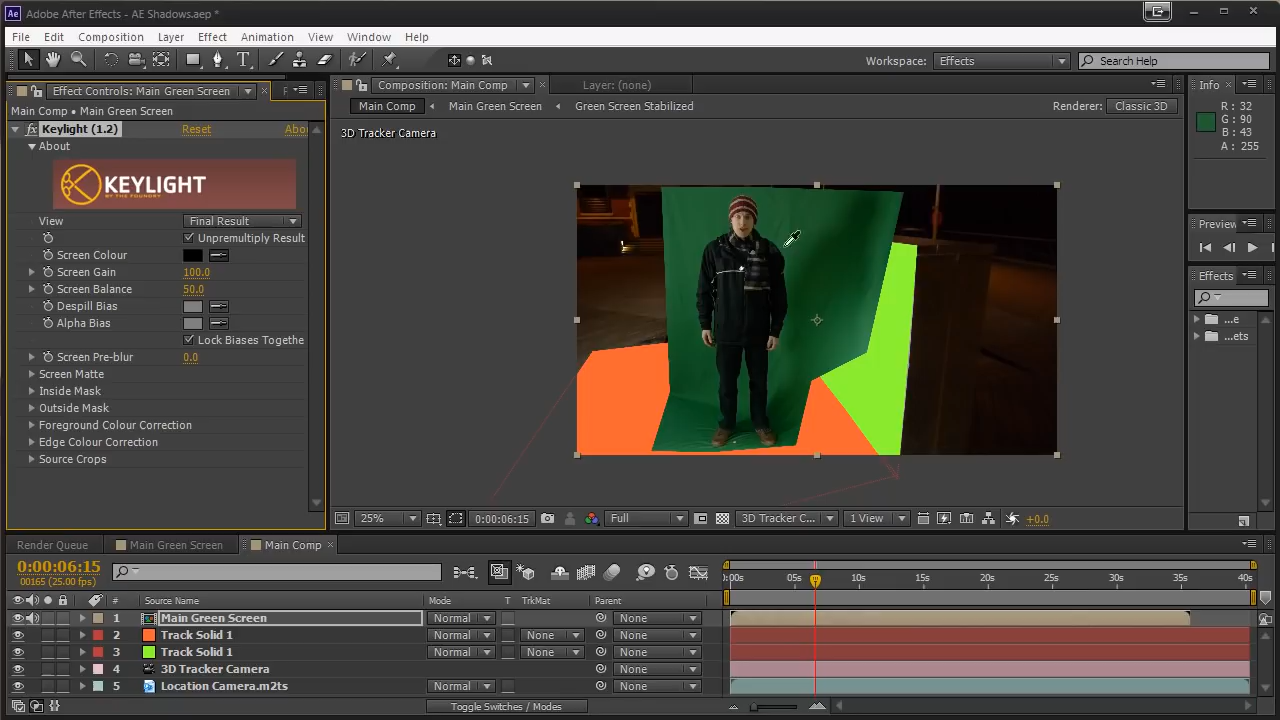 Ae Adobe After Effects - AE Shadows.aep *
File Edit Composition Layer Effect Animation View Window Help
Workspace: Effects Search Help
Effect Controls: Main Green Screen
Composition: Main Comp
Layer: (none)
Info
Main Comp • Main Green Screen
Main Comp Main Green Screen Green Screen Stabilized
Renderer: Classic 3D
R : 32
G : 90
B : 43
A : 255
fx Keylight (1.2) Reset Abou
About
KEYLIGHT
BY THE FOUNDRY
View Final Result
Unpremultiply Result
Screen Colour
Screen Gain 100.0
Screen Balance 50.0
Despill Bias
Alpha Bias
Lock Biases Togethe
Screen Pre-blur 0.0
Screen Matte
Inside Mask
Outside Mask
Foreground Colour Correction
Edge Colour Correction
Source Crops
3D Tracker Camera
Preview
Effects
...e
...ets
25% 0:00:06:15 Full 3D Tracker C... 1 View +0.0
Render Queue Main Green Screen Main Comp
0:00:06:15
00165 (25.00 fps)
:00s 05s 10s 15s 20s 25s 30s 35s 40s
# Source Name Mode T TrkMat Parent
1 Main Green Screen Normal None
2 Track Solid 1 Normal None None
3 Track Solid 1 Normal None None
4 3D Tracker Camera None
5 Location Camera.m2ts Normal None
Toggle Switches / Modes